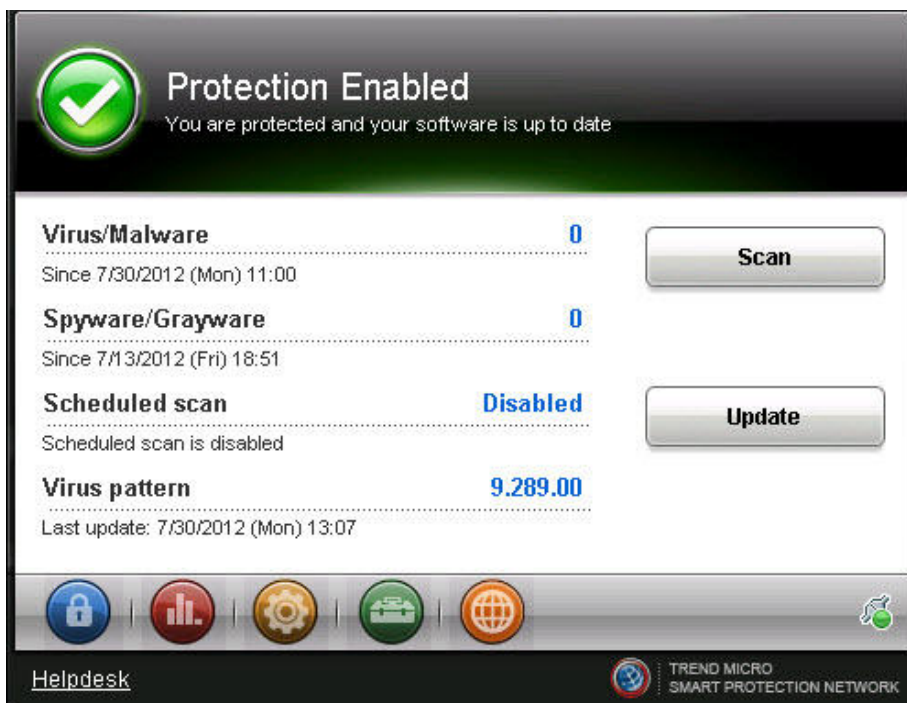 Protection Enabled
You are protected and your software is up to date
Virus/Malware 0
Since 7/30/2012 (Mon) 11:00
Scan
Spyware/Grayware 0
Since 7/13/2012 (Fri) 18:51
Scheduled scan Disabled
Scheduled scan is disabled
Update
Virus pattern 9.289.00
Last update: 7/30/2012 (Mon) 13:07
Helpdesk
TREND MICRO
SMART PROTECTION NETWORK